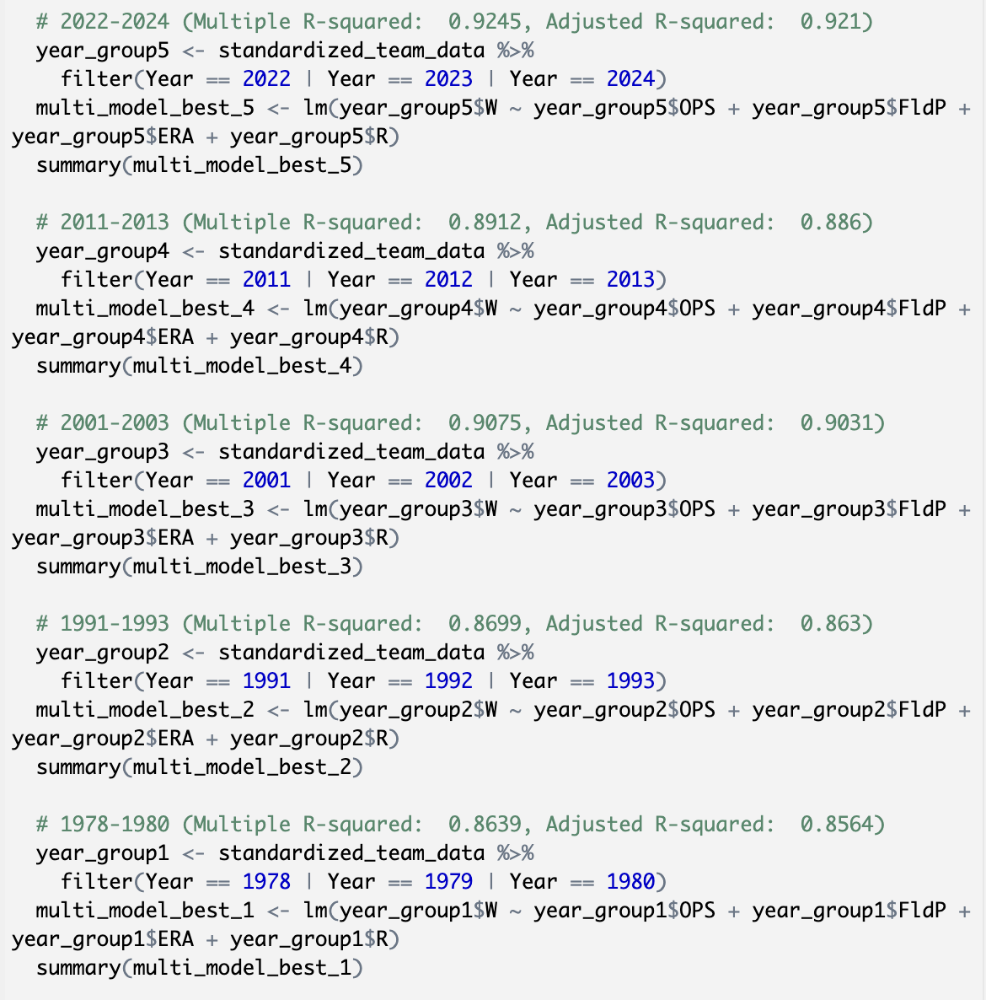 # 2022-2024 (Multiple R-squared:  0.9245, Adjusted R-squared:  0.921)
year_group5 <- standardized_team_data %>%
filter(Year == 2022 | Year == 2023 | Year == 2024)
multi_model_best_5 <- lm(year_group5$W ~ year_group5$OPS + year_group5$FldP +
year_group5$ERA + year_group5$R)
summary(multi_model_best_5)
# 2011-2013 (Multiple R-squared:  0.8912, Adjusted R-squared:  0.886)
year_group4 <- standardized_team_data %>%
filter(Year == 2011 | Year == 2012 | Year == 2013)
multi_model_best_4 <- lm(year_group4$W ~ year_group4$OPS + year_group4$FldP +
year_group4$ERA + year_group4$R)
summary(multi_model_best_4)
# 2001-2003 (Multiple R-squared:  0.9075, Adjusted R-squared:  0.9031)
year_group3 <- standardized_team_data %>%
filter(Year == 2001 | Year == 2002 | Year == 2003)
multi_model_best_3 <- lm(year_group3$W ~ year_group3$OPS + year_group3$FldP +
year_group3$ERA + year_group3$R)
summary(multi_model_best_3)
# 1991-1993 (Multiple R-squared:  0.8699, Adjusted R-squared:  0.863)
year_group2 <- standardized_team_data %>%
filter(Year == 1991 | Year == 1992 | Year == 1993)
multi_model_best_2 <- lm(year_group2$W ~ year_group2$OPS + year_group2$FldP +
year_group2$ERA + year_group2$R)
summary(multi_model_best_2)
# 1978-1980 (Multiple R-squared:  0.8639, Adjusted R-squared:  0.8564)
year_group1 <- standardized_team_data %>%
filter(Year == 1978 | Year == 1979 | Year == 1980)
multi_model_best_1 <- lm(year_group1$W ~ year_group1$OPS + year_group1$FldP +
year_group1$ERA + year_group1$R)
summary(multi_model_best_1)